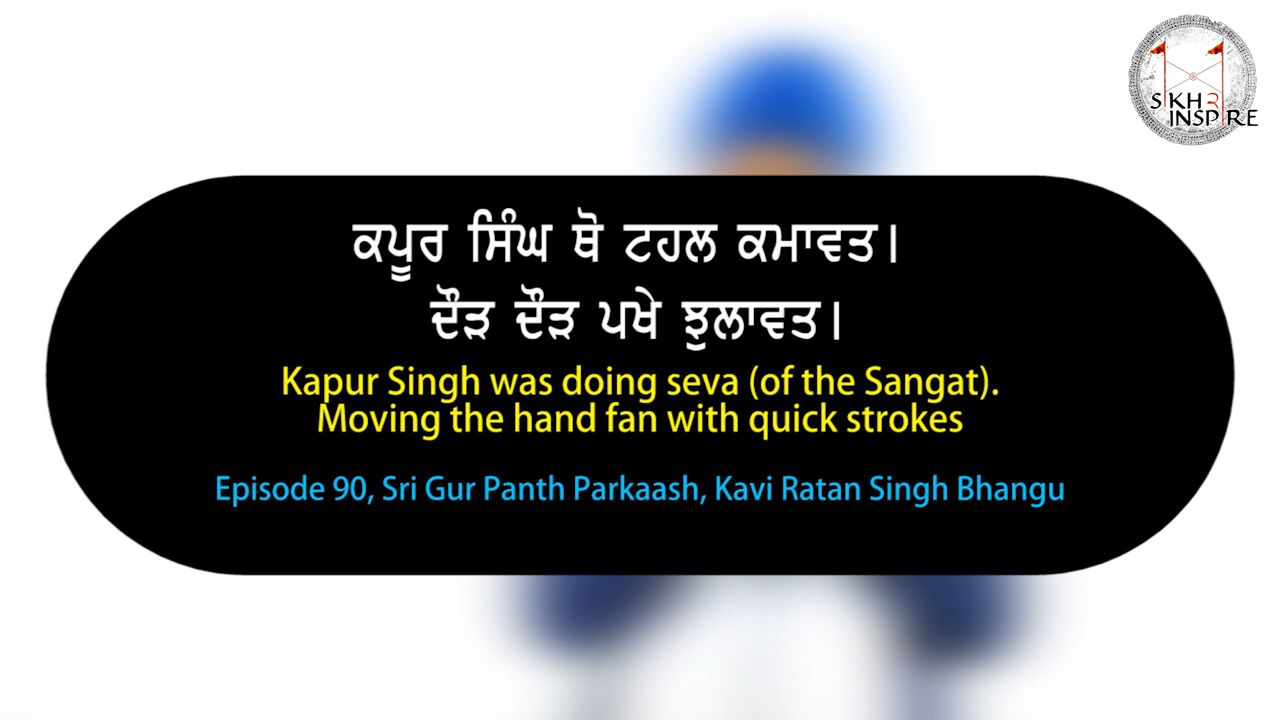 SIKHR
INSPIRE
ਕਪੂਰ ਸਿੰਘ ਥੋ ਟਹਲ ਕਮਾਵਤ।
ਦੌੜ ਦੌੜ ਪਖੇ ਝੁਲਾਵਤ।
Kapur Singh was doing seva (of the Sangat).
Moving the hand fan with quick strokes
Episode 90, Sri Gur Panth Parkaash, Kavi Ratan Singh Bhangu